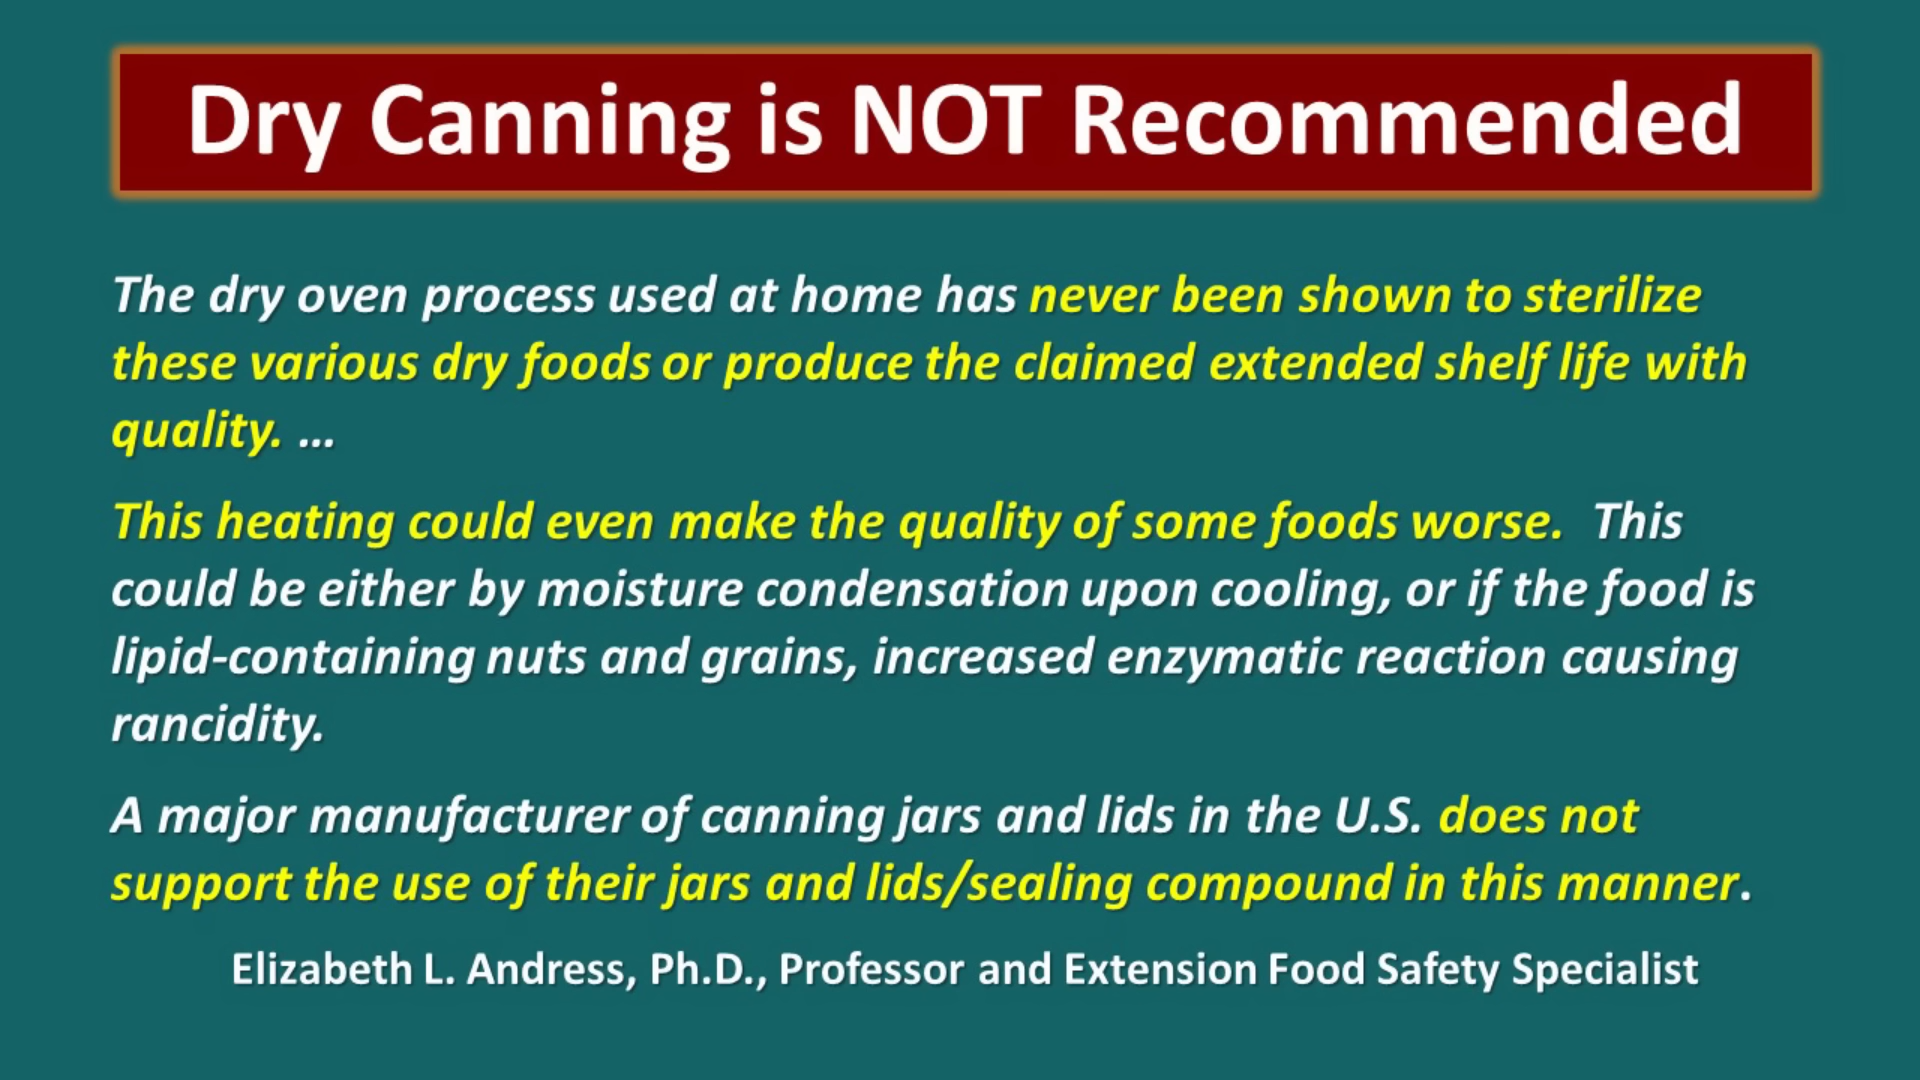 Dry Canning is NOT Recommended
The dry oven process used at home has never been shown to sterilize
these various dry foods or produce the claimed extended shelf life with
quality. ...
This heating could even make the quality of some foods worse.  This
could be either by moisture condensation upon cooling, or if the food is
lipid-containing nuts and grains, increased enzymatic reaction causing
rancidity.
A major manufacturer of canning jars and lids in the U.S. does not
support the use of their jars and lids/sealing compound in this manner.
Elizabeth L. Andress, Ph.D., Professor and Extension Food Safety Specialist